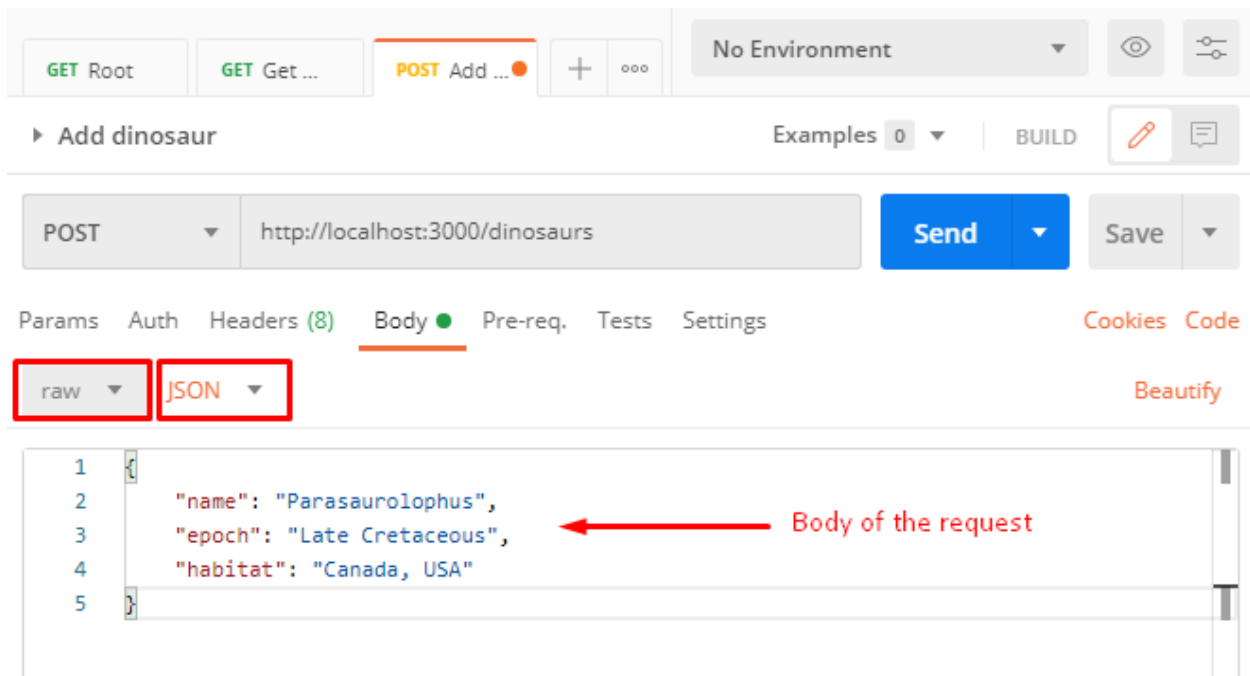 No Environment
GET Root GET Get ... POST Add ... + ooo
Add dinosaur Examples 0 BUILD
POST http://localhost:3000/dinosaurs Send Save
Params Auth Headers (8) Body Pre-req. Tests Settings Cookies Code
raw JSON Beautify
1 {
2 "name": "Parasaurolophus",
3 "epoch": "Late Cretaceous",
Body of the request
4 "habitat": "Canada, USA"
5 }